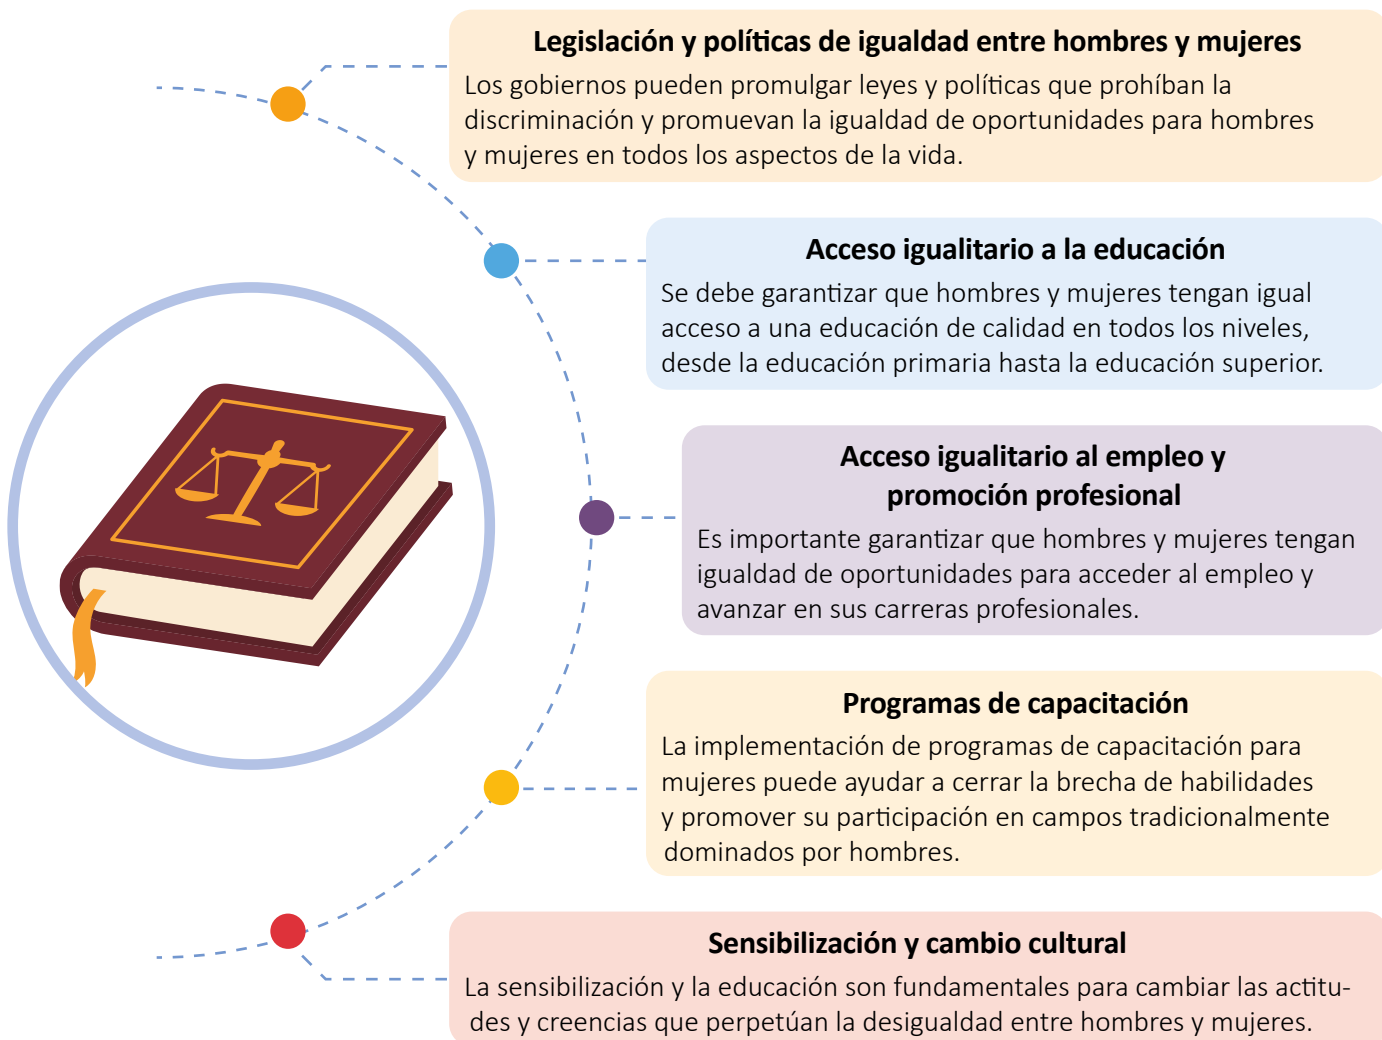 Legislación y políticas de igualdad entre hombres y mujeres
Los gobiernos pueden promulgar leyes y políticas que prohíban la
discriminación y promuevan la igualdad de oportunidades para hombres
y mujeres en todos los aspectos de la vida.
Acceso igualitario a la educación
Se debe garantizar que hombres y mujeres tengan igual
acceso a una educación de calidad en todos los niveles,
desde la educación primaria hasta la educación superior.
Acceso igualitario al empleo y
promoción profesional
Es importante garantizar que hombres y mujeres tengan
igualdad de oportunidades para acceder al empleo y
avanzar en sus carreras profesionales.
Programas de capacitación
La implementación de programas de capacitación para
mujeres puede ayudar a cerrar la brecha de habilidades
y promover su participación en campos tradicionalmente
dominados por hombres.
Sensibilización y cambio cultural
La sensibilización y la educación son fundamentales para cambiar las actitu-
des y creencias que perpetúan la desigualdad entre hombres y mujeres.